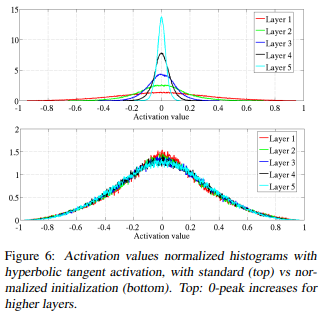 15
10
5
0
-0.8 -0.6 -0.4 -0.2 0 0.2 0.4 0.6 0.8 1
Activation value
Layer 1
Layer 2
Layer 3
Layer 4
Layer 5
2
1.5
1
0.5
0
-0.8 -0.6 -0.4 -0.2 0 0.2 0.4 0.6 0.8 1
Activation value
Layer 1
Layer 2
Layer 3
Layer 4
Layer 5
Figure 6: Activation values normalized histograms with
hyperbolic tangent activation, with standard (top) vs nor-
malized initialization (bottom). Top: 0-peak increases for
higher layers.